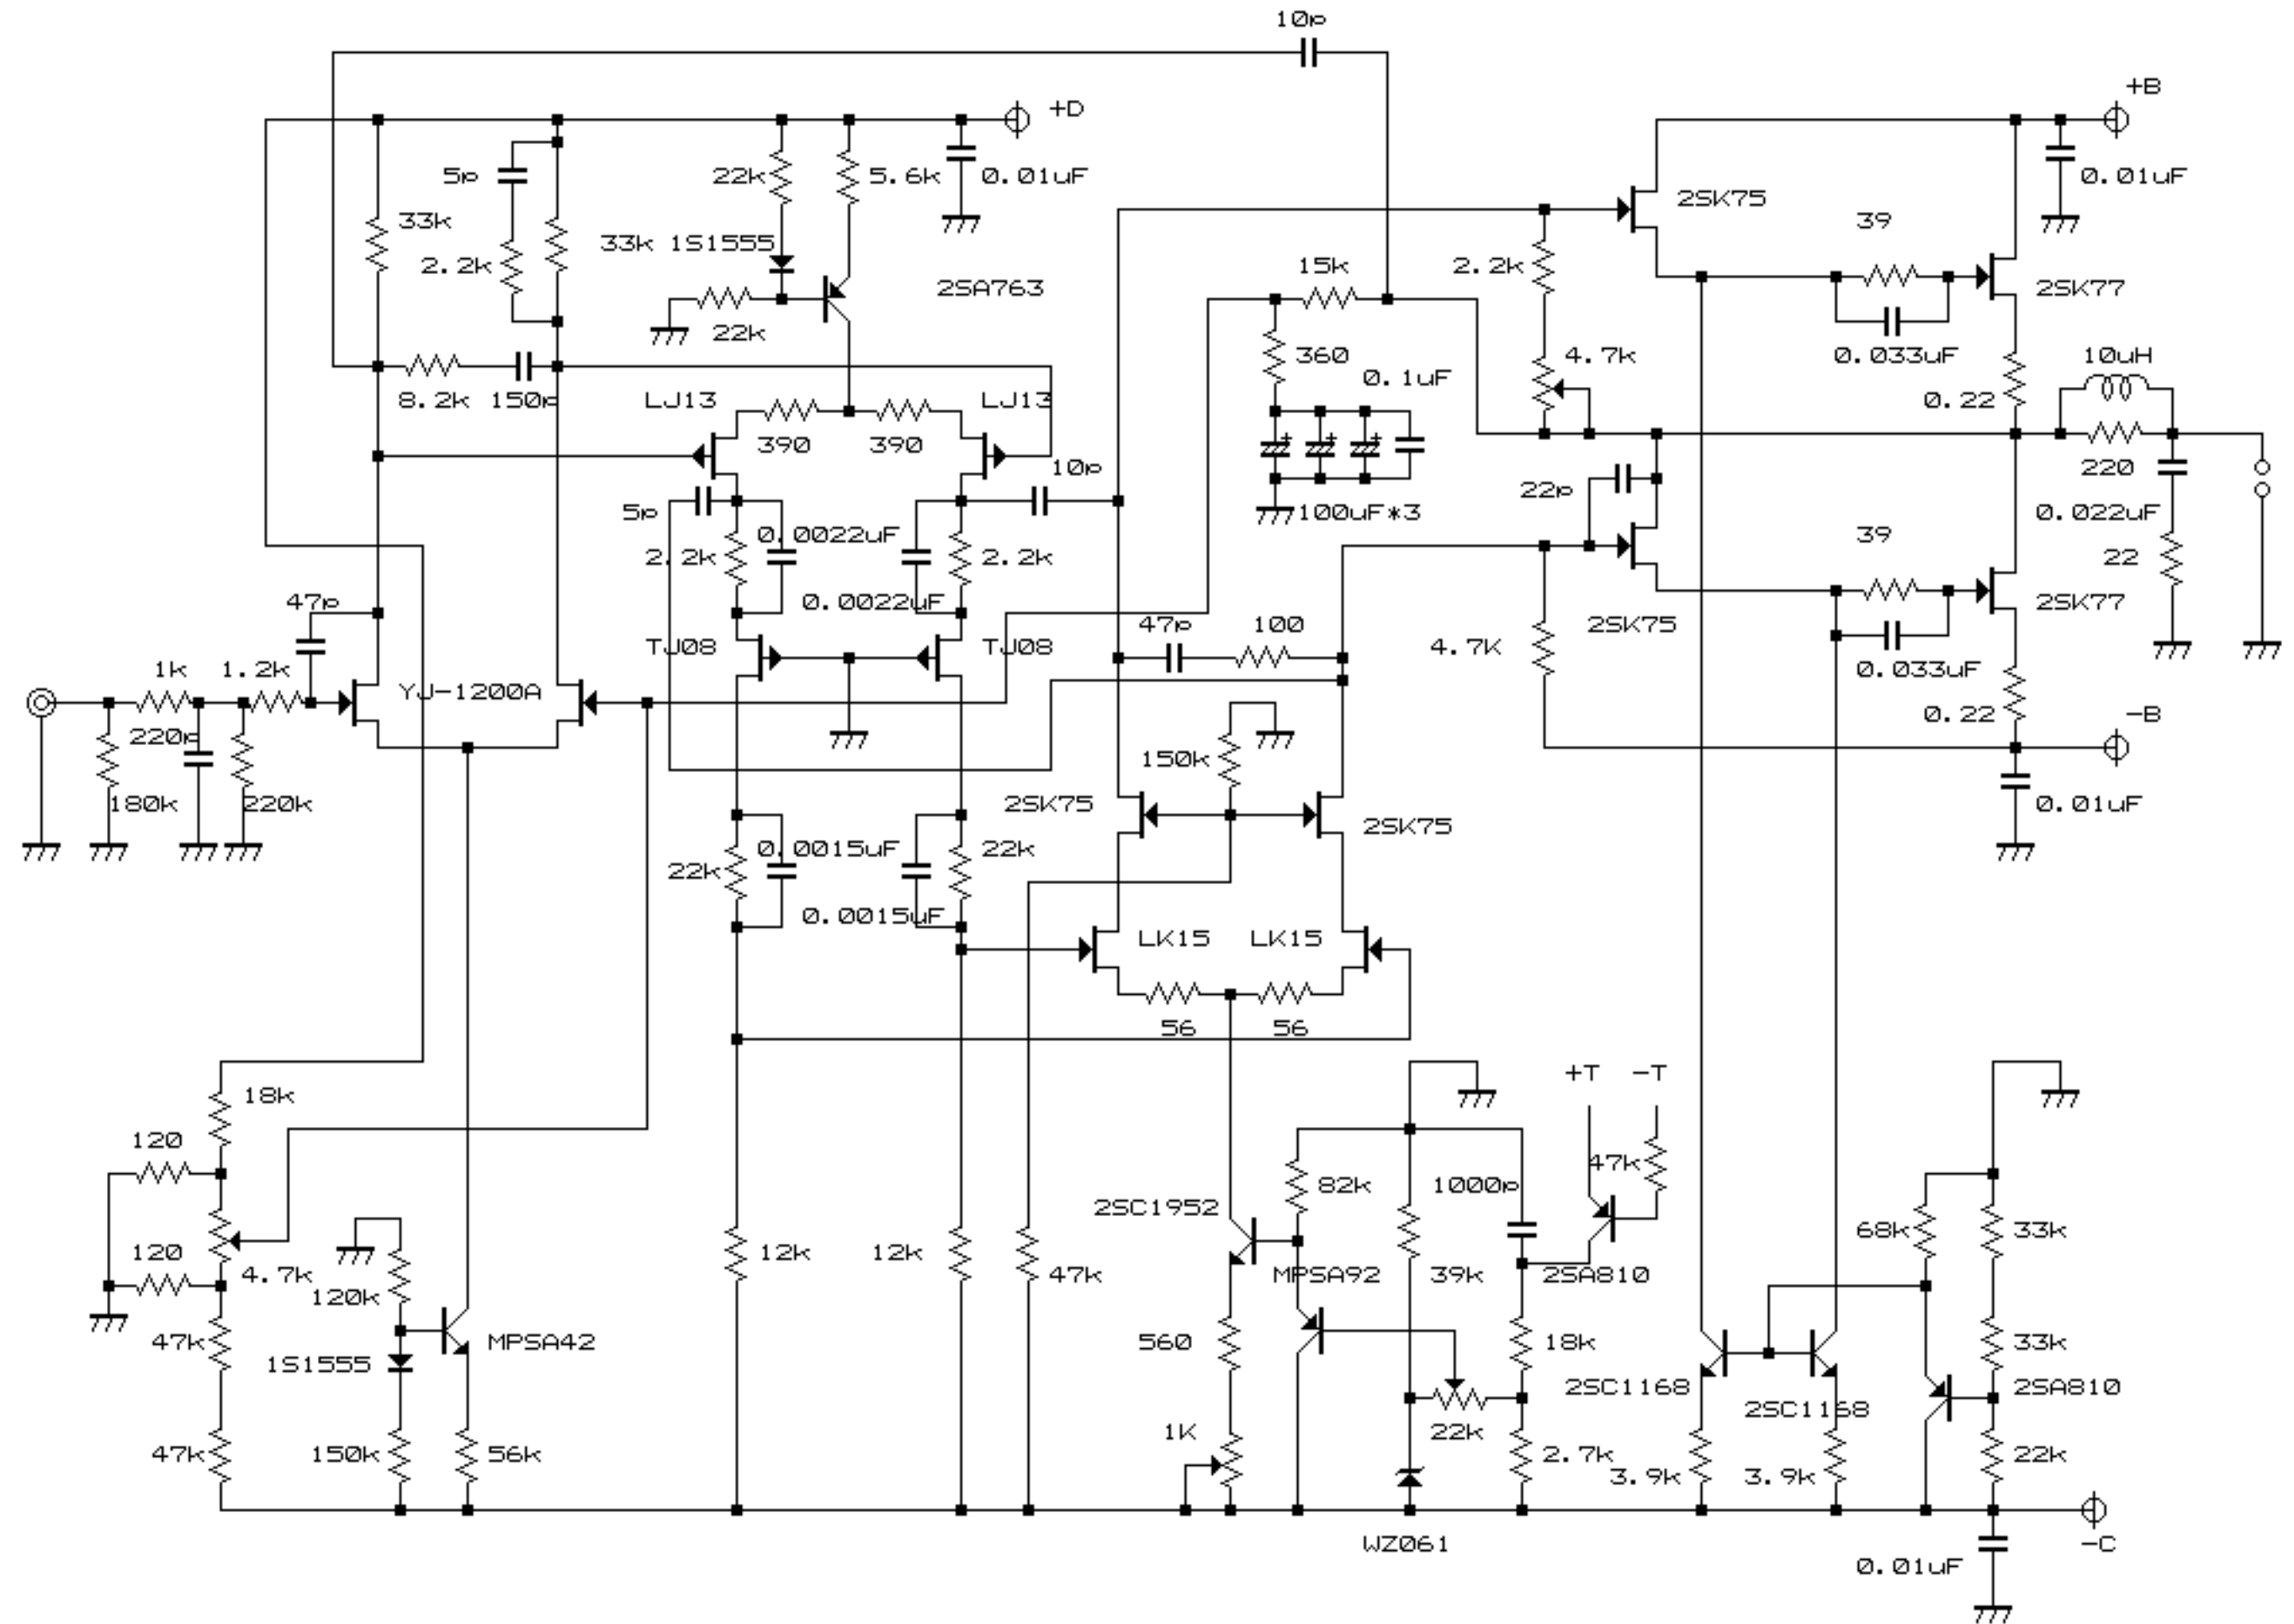 10p
+B
+D
5p
22k
5.6k
0.01uF
0.01uF
2SK75
33k
39
33k
1S1555
2.2k
15k
2.2k
2SA763
2SK77
22k
360
4.7k
0.033uF
10uH
0.1uF
8.2k
150p
LJ13
LJ13
0.22
390
390
10p
220
22p
5p
100uF*3
0.022uF
0.0022uF
39
2.2k
2.2k
22
47p
0.0022uF
2SK77
47p
100
2SK75
TJ08
TJ08
4.7K
1k
1.2k
0.033uF
YJ-1200A
0.22
-B
220p
150k
180k
220k
2SK75
0.01uF
2SK75
0.0015uF
22k
22k
0.0015uF
LK15
LK15
56
56
+T
-T
18k
120
47k
82k
1000p
2SC1952
68k
33k
120
12k
12k
4.7k
47k
MPSA92
39k
2SA810
120k
47k
MPSA42
560
18k
33k
1S1555
2SC1168
2SA810
2SC1168
1K
22k
47k
150k
56k
2.7k
3.9k
3.9k
22k
WZ061
-C
0.01uF